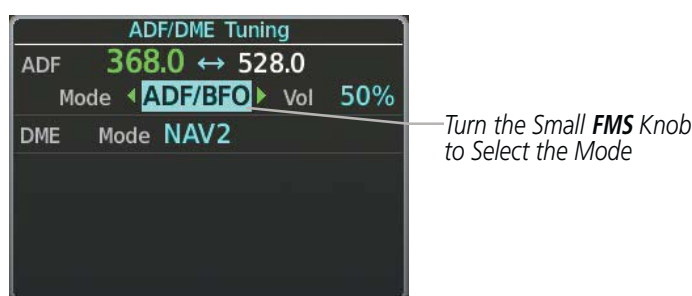 ADF/DME Tuning
ADF 368.0 ↔ 528.0
Mode ADF/BFO Vol 50%
DME Mode NAV2
Turn the Small FMS Knob
to Select the Mode